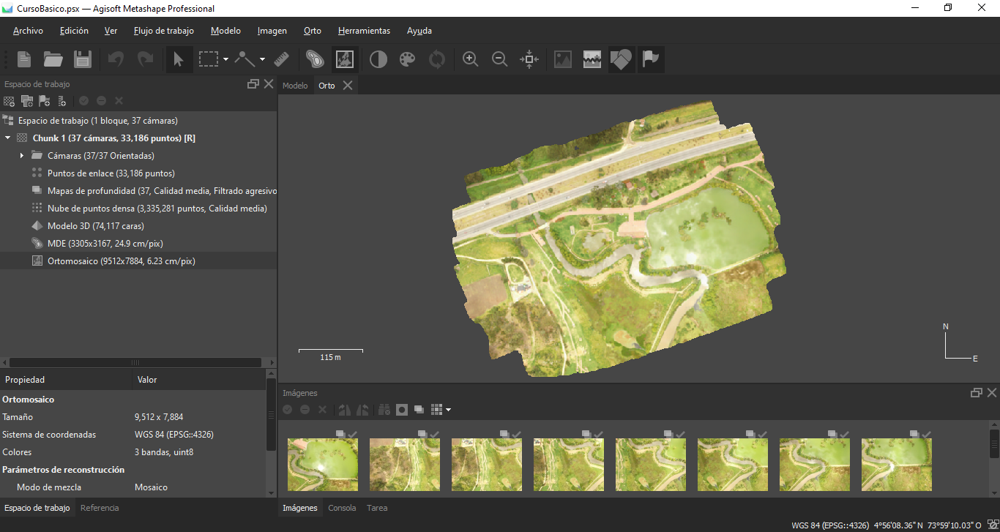 CursoBasico.psx — Agisoft Metashape Professional
Archivo Edición Ver Flujo de trabajo Modelo Imagen Orto Herramientas Ayuda
Espacio de trabajo
Modelo Orto
Espacio de trabajo (1 bloque, 37 cámaras)
Chunk 1 (37 cámaras, 33,186 puntos) [R]
Cámaras (37/37 Orientadas)
Puntos de enlace (33,186 puntos)
Mapas de profundidad (37, Calidad media, Filtrado agresivo
Nube de puntos densa (3,335,281 puntos, Calidad media)
Modelo 3D (74,117 caras)
MDE (3305x3167, 24.9 cm/pix)
Ortomosaico (9512x7884, 6.23 cm/pix)
115 m
N
E
Propiedad Valor
Ortomosaico
Tamaño 9,512 x 7,884
Sistema de coordenadas WGS 84 (EPSG::4326)
Colores 3 bandas, uint8
Parámetros de reconstrucción
Modo de mezcla Mosaico
Espacio de trabajo Referencia
Imágenes
Imágenes Consola Tarea
WGS 84 (EPSG::4326) 4°56'08.36" N 73°59'10.03" O